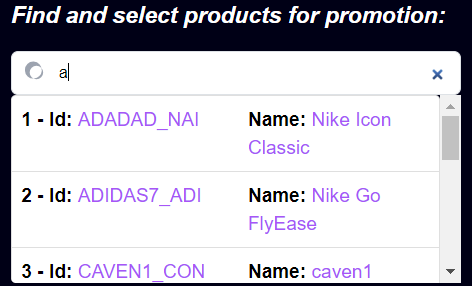 Find and select products for promotion:
a
1 - Id: ADADAD_NAI Name: Nike Icon
Classic
2 - Id: ADIDAS7_ADI Name: Nike Go
FlyEase
3 - Id: CAVEN1_CON Name: caven1